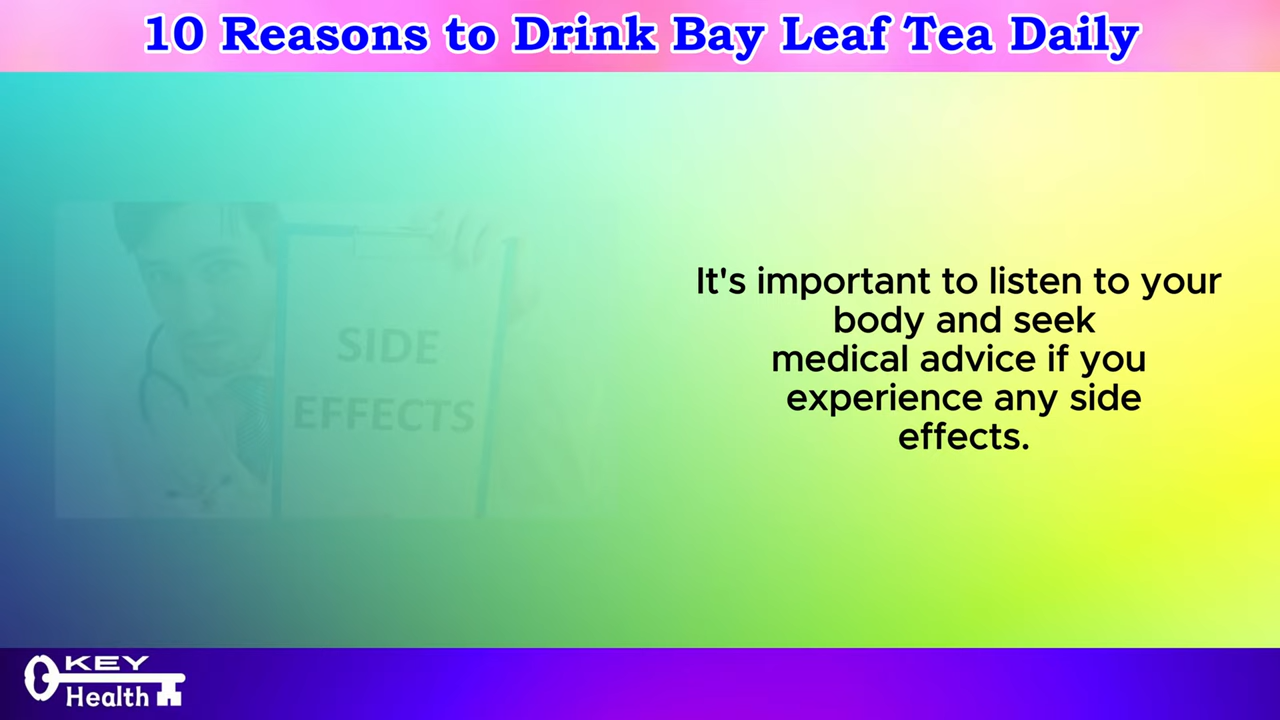 10 Reasons to Drink Bay Leaf Tea Daily
SIDE
EFFECTS
It's important to listen to your
body and seek
medical advice if you
experience any side
effects.
KEY
Health